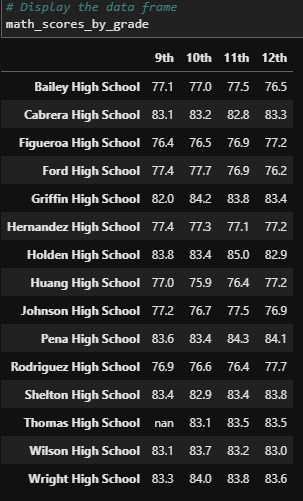 # Display the data frame
math_scores_by_grade
9th 10th 11th 12th
Bailey High School 77.1 77.0 77.5 76.5
Cabrera High School 83.1 83.2 82.8 83.3
Figueroa High School 76.4 76.5 76.9 77.2
Ford High School 77.4 77.7 76.9 76.2
Griffin High School 82.0 84.2 83.8 83.4
Hernandez High School 77.4 77.3 77.1 77.2
Holden High School 83.8 83.4 85.0 82.9
Huang High School 77.0 75.9 76.4 77.2
Johnson High School 77.2 76.7 77.5 76.9
Pena High School 83.6 83.4 84.3 84.1
Rodriguez High School 76.9 76.6 76.4 77.7
Shelton High School 83.4 82.9 83.4 83.8
Thomas High School nan 83.1 83.5 83.5
Wilson High School 83.1 83.7 83.2 83.0
Wright High School 83.3 84.0 83.8 83.6